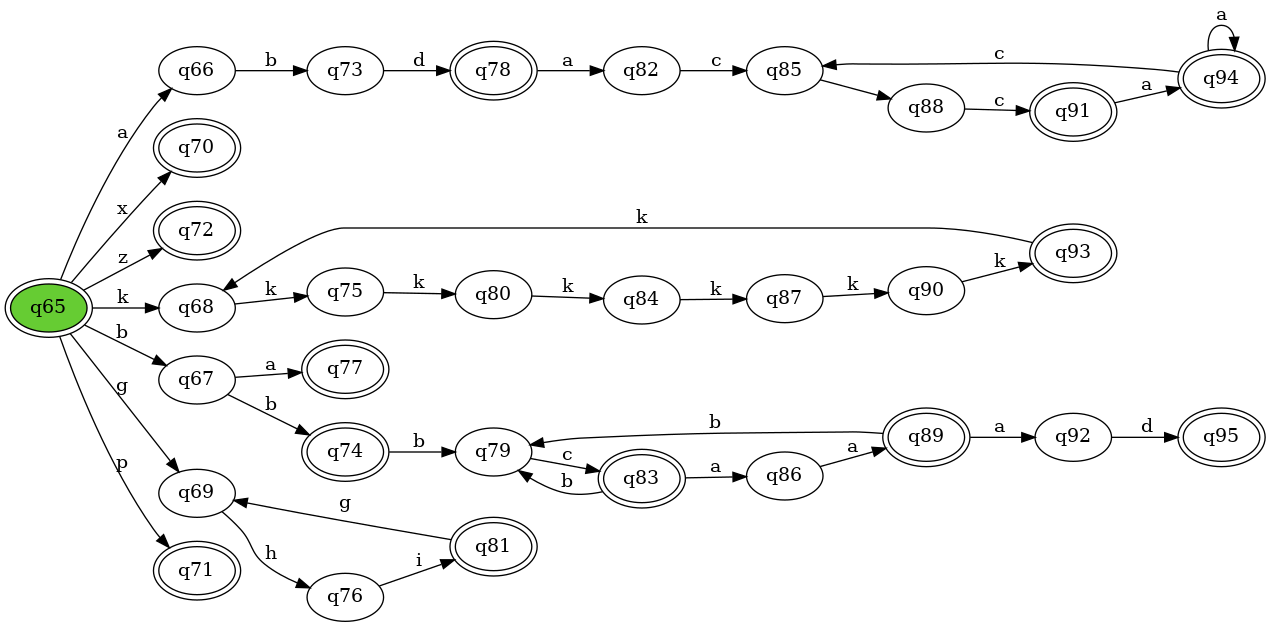 a
q66 b q73 d q78 a q82 c q85 c q94
q88 c q91 a
a
q70
x
q72
z
k
q93
q65 k q68 k q75 k q80 k q84 k q87 k q90 k
b
q67 a q77
b
g
q74 b q79 c q83 a q86 a q89 a q92 d q95
b
b
p
q69
g
q81
h
i
q71
q76